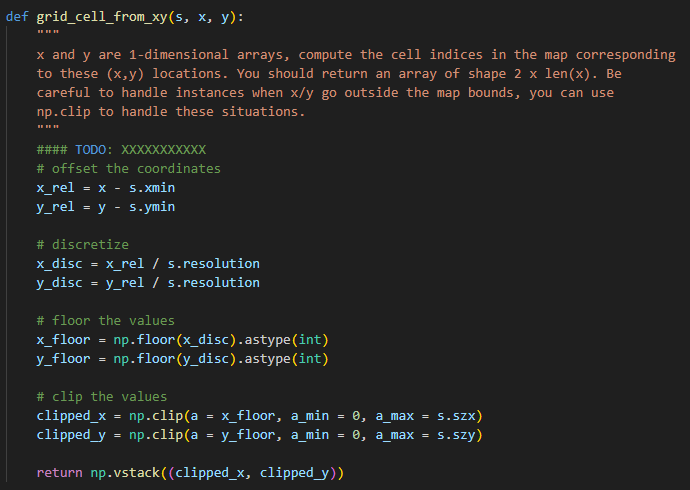 def grid_cell_from_xy(s, x, y):
    """
    x and y are 1-dimensional arrays, compute the cell indices in the map corresponding
    to these (x,y) locations. You should return an array of shape 2 x len(x). Be
    careful to handle instances when x/y go outside the map bounds, you can use
    np.clip to handle these situations.
    """
    #### TODO: XXXXXXXXXXX
    # offset the coordinates
    x_rel = x - s.xmin
    y_rel = y - s.ymin

    # discretize
    x_disc = x_rel / s.resolution
    y_disc = y_rel / s.resolution

    # floor the values
    x_floor = np.floor(x_disc).astype(int)
    y_floor = np.floor(y_disc).astype(int)

    # clip the values
    clipped_x = np.clip(a = x_floor, a_min = 0, a_max = s.szx)
    clipped_y = np.clip(a = y_floor, a_min = 0, a_max = s.szy)

    return np.vstack((clipped_x, clipped_y))